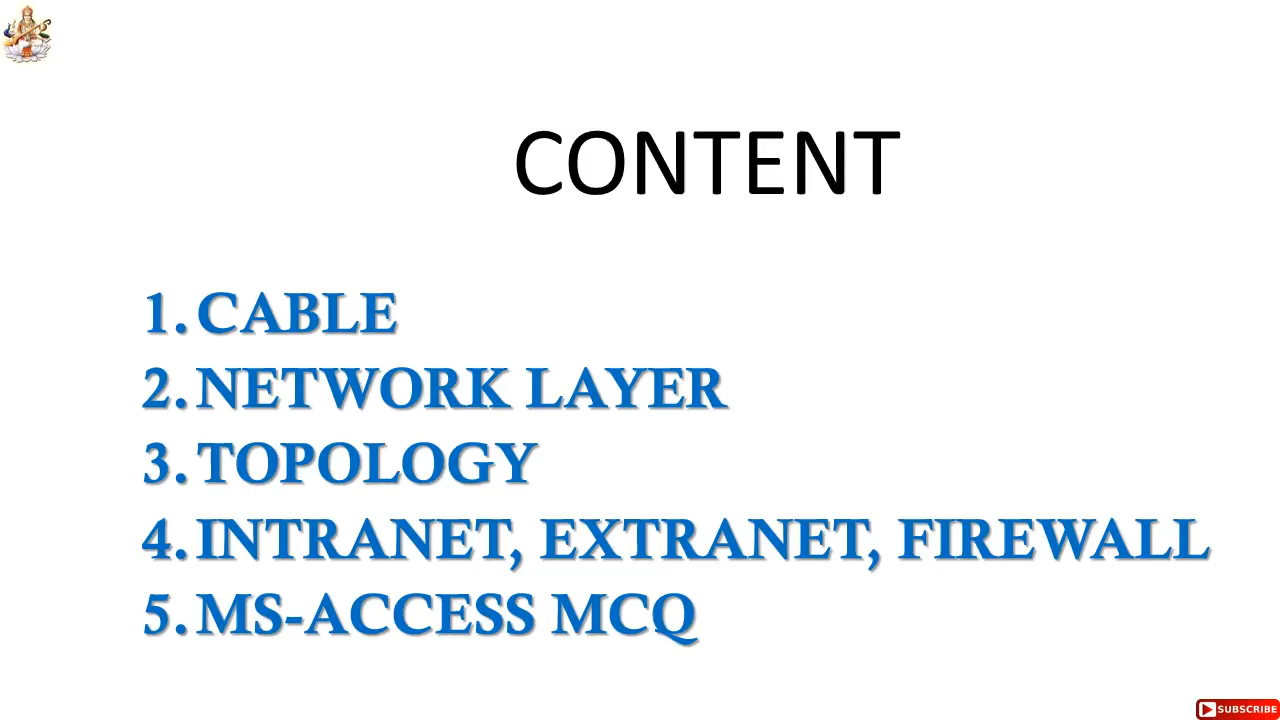 CONTENT
1. CABLE
2. NETWORK LAYER
3. TOPOLOGY
4. INTRANET, EXTRANET, FIREWALL
5. MS-ACCESS MCQ
SUBSCRIBE